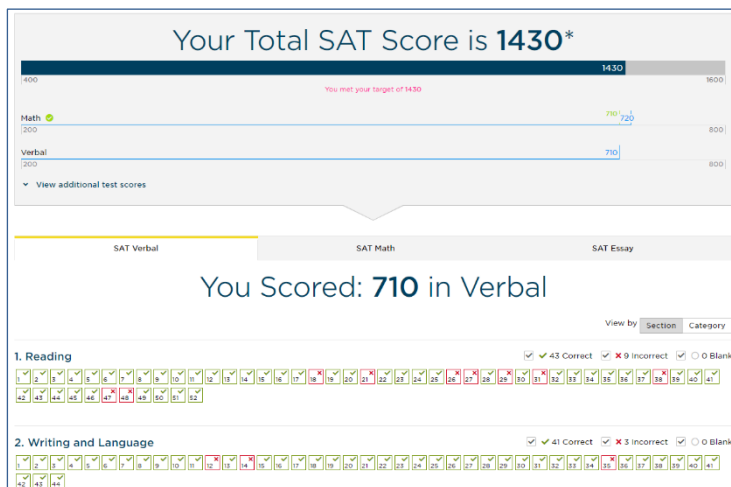 Your Total SAT Score is 1430*
1430
400 1600
You met your target of 1430
Math 710 720
200 800
Verbal 710
200 800
View additional test scores
SAT Verbal SAT Math SAT Essay
You Scored: 710 in Verbal
View by Section Category
1. Reading 43 Correct 9 Incorrect 0 Blank
1 2 3 4 5 6 7 8 9 10 11 12 13 14 15 16 17 18 19 20 21 22 23 24 25 26 27 28 29 30 31 32 33 34 35 36 37 38 39 40 41
42 43 44 45 46 47 48 49 50 51 52
2. Writing and Language 41 Correct 3 Incorrect 0 Blank
1 2 3 4 5 6 7 8 9 10 11 12 13 14 15 16 17 18 19 20 21 22 23 24 25 26 27 28 29 30 31 32 33 34 35 36 37 38 39 40 41
42 43 44